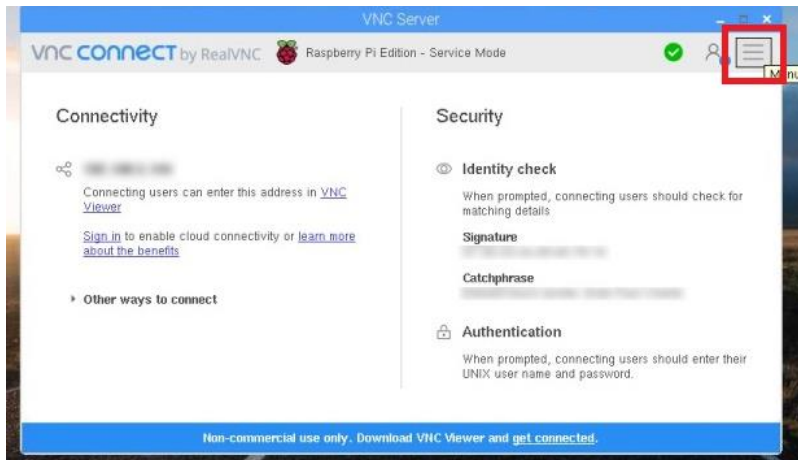 VNC Server
VNC CONNECT by RealVNC Raspberry Pi Edition - Service Mode
Menu
Connectivity
Connecting users can enter this address in VNC
Viewer
Sign in to enable cloud connectivity or learn more
about the benefits
Other ways to connect
Security
Identity check
When prompted, connecting users should check for
matching details
Signature
Catchphrase
Authentication
When prompted, connecting users should enter their
UNIX user name and password.
Non-commercial use only. Download VNC Viewer and get connected.